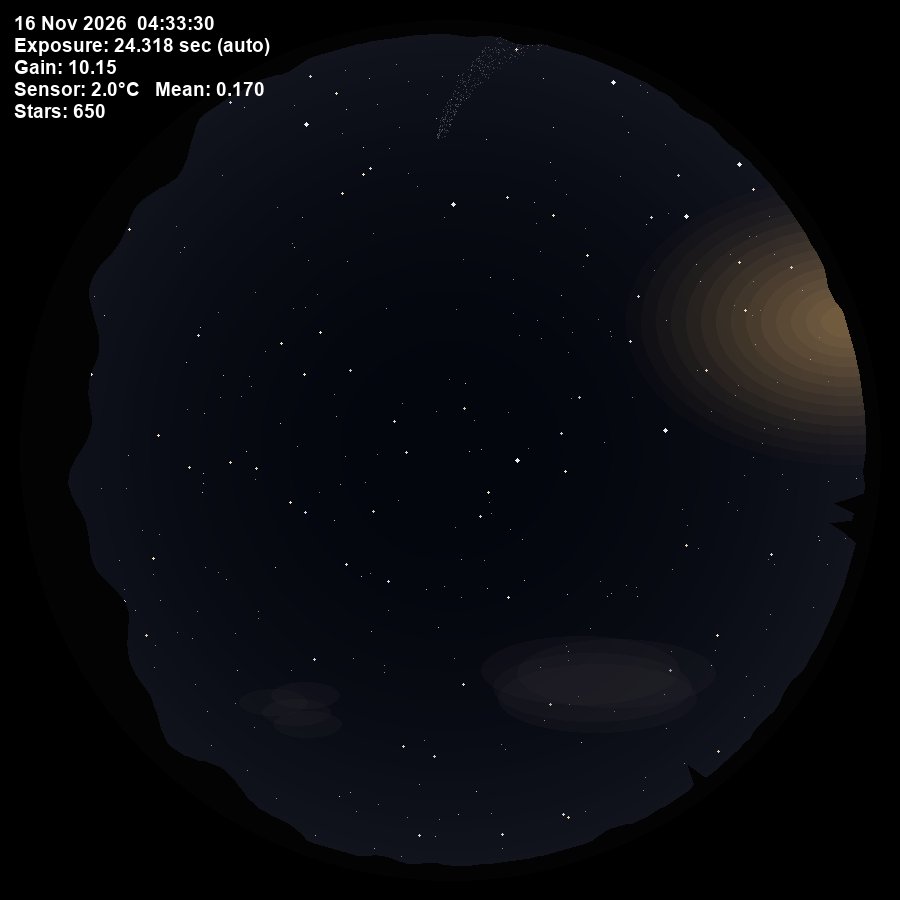 16 Nov 2026  04:33:30
Exposure: 24.318 sec (auto)
Gain: 10.15
Sensor: 2.0°C   Mean: 0.170
Stars: 650